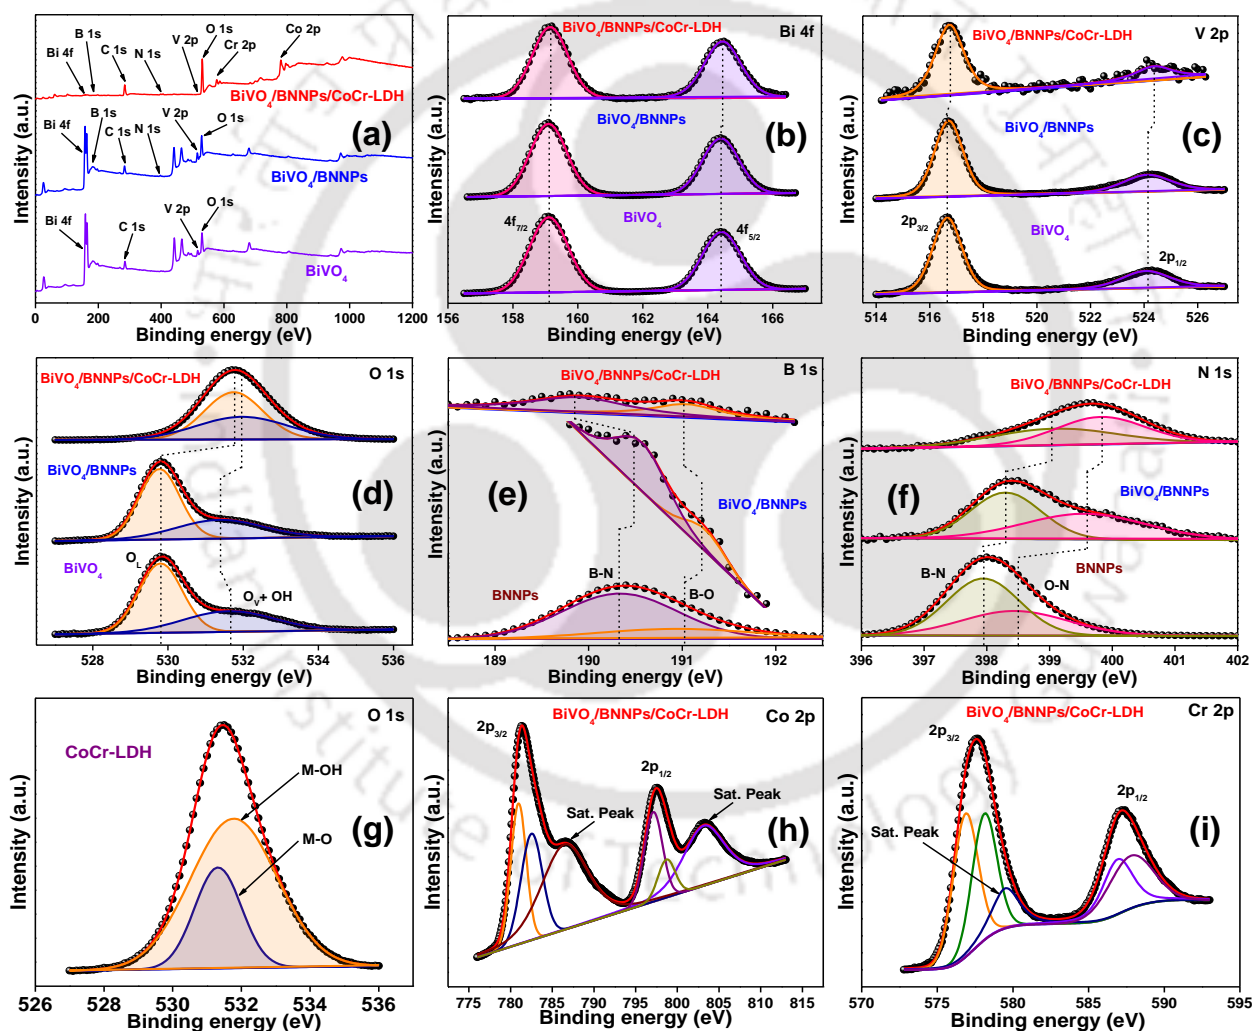 BiVO₄/BNNPs/CoCr-LDH
Bi 4f
B 1s
C 1s
N 1s
V 2p
O 1s
Cr 2p
Co 2p
(a)
BiVO₄/BNNPs
Bi 4f
B 1s
C 1s
N 1s
V 2p
O 1s
BiVO₄
Bi 4f
C 1s
V 2p
O 1s
Intensity (a.u.)
0 200 400 600 800 1000 1200
Binding energy (eV)
BiVO₄/BNNPs/CoCr-LDH
Bi 4f
BiVO₄/BNNPs
(b)
BiVO₄
4f₇/₂
4f₅/₂
Intensity (a.u.)
156 158 160 162 164 166
Binding energy (eV)
BiVO₄/BNNPs/CoCr-LDH
V 2p
BiVO₄/BNNPs
(c)
2p₃/₂
BiVO₄
2p₁/₂
Intensity (a.u.)
514 516 518 520 522 524 526
Binding energy (eV)
O 1s
BiVO₄/BNNPs/CoCr-LDH
BiVO₄/BNNPs
(d)
O_L
BiVO₄
O_V + OH
Intensity (a.u.)
528 530 532 534 536
Binding energy (eV)
B 1s
BiVO₄/BNNPs/CoCr-LDH
(e)
BiVO₄/BNNPs
B-N
BNNPs
B-O
Intensity (a.u.)
189 190 191 192
Binding energy (eV)
N 1s
BiVO₄/BNNPs/CoCr-LDH
(f)
BiVO₄/BNNPs
B-N
BNNPs
O-N
Intensity (a.u.)
396 397 398 399 400 401 402
Binding energy (eV)
O 1s
CoCr-LDH
M-OH
M-O
(g)
Intensity (a.u.)
526 528 530 532 534 536
Binding energy (eV)
BiVO₄/BNNPs/CoCr-LDH
Co 2p
2p₃/₂
2p₁/₂
Sat. Peak
Sat. Peak
(h)
Intensity (a.u.)
775 780 785 790 795 800 805 810 815
Binding energy (eV)
BiVO₄/BNNPs/CoCr-LDH
Cr 2p
2p₃/₂
2p₁/₂
Sat. Peak
(i)
Intensity (a.u.)
570 575 580 585 590 595
Binding energy (eV)